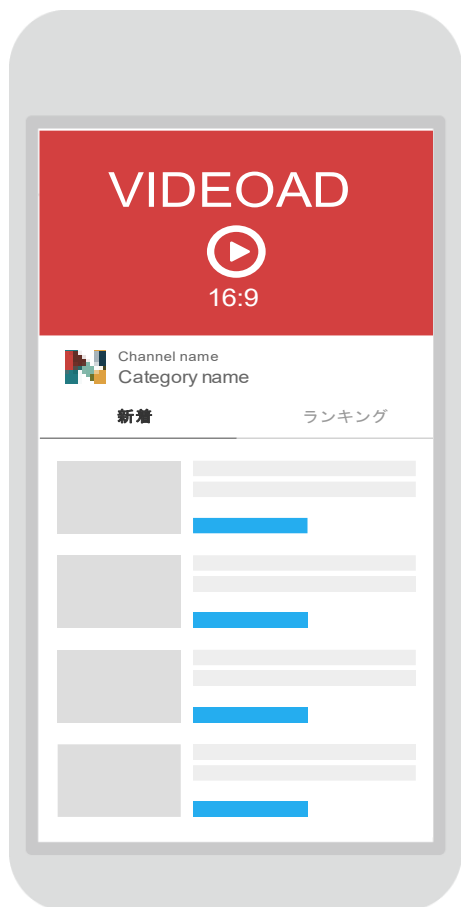 VIDEOAD
16:9
Channel name
Category name
新着
ランキング